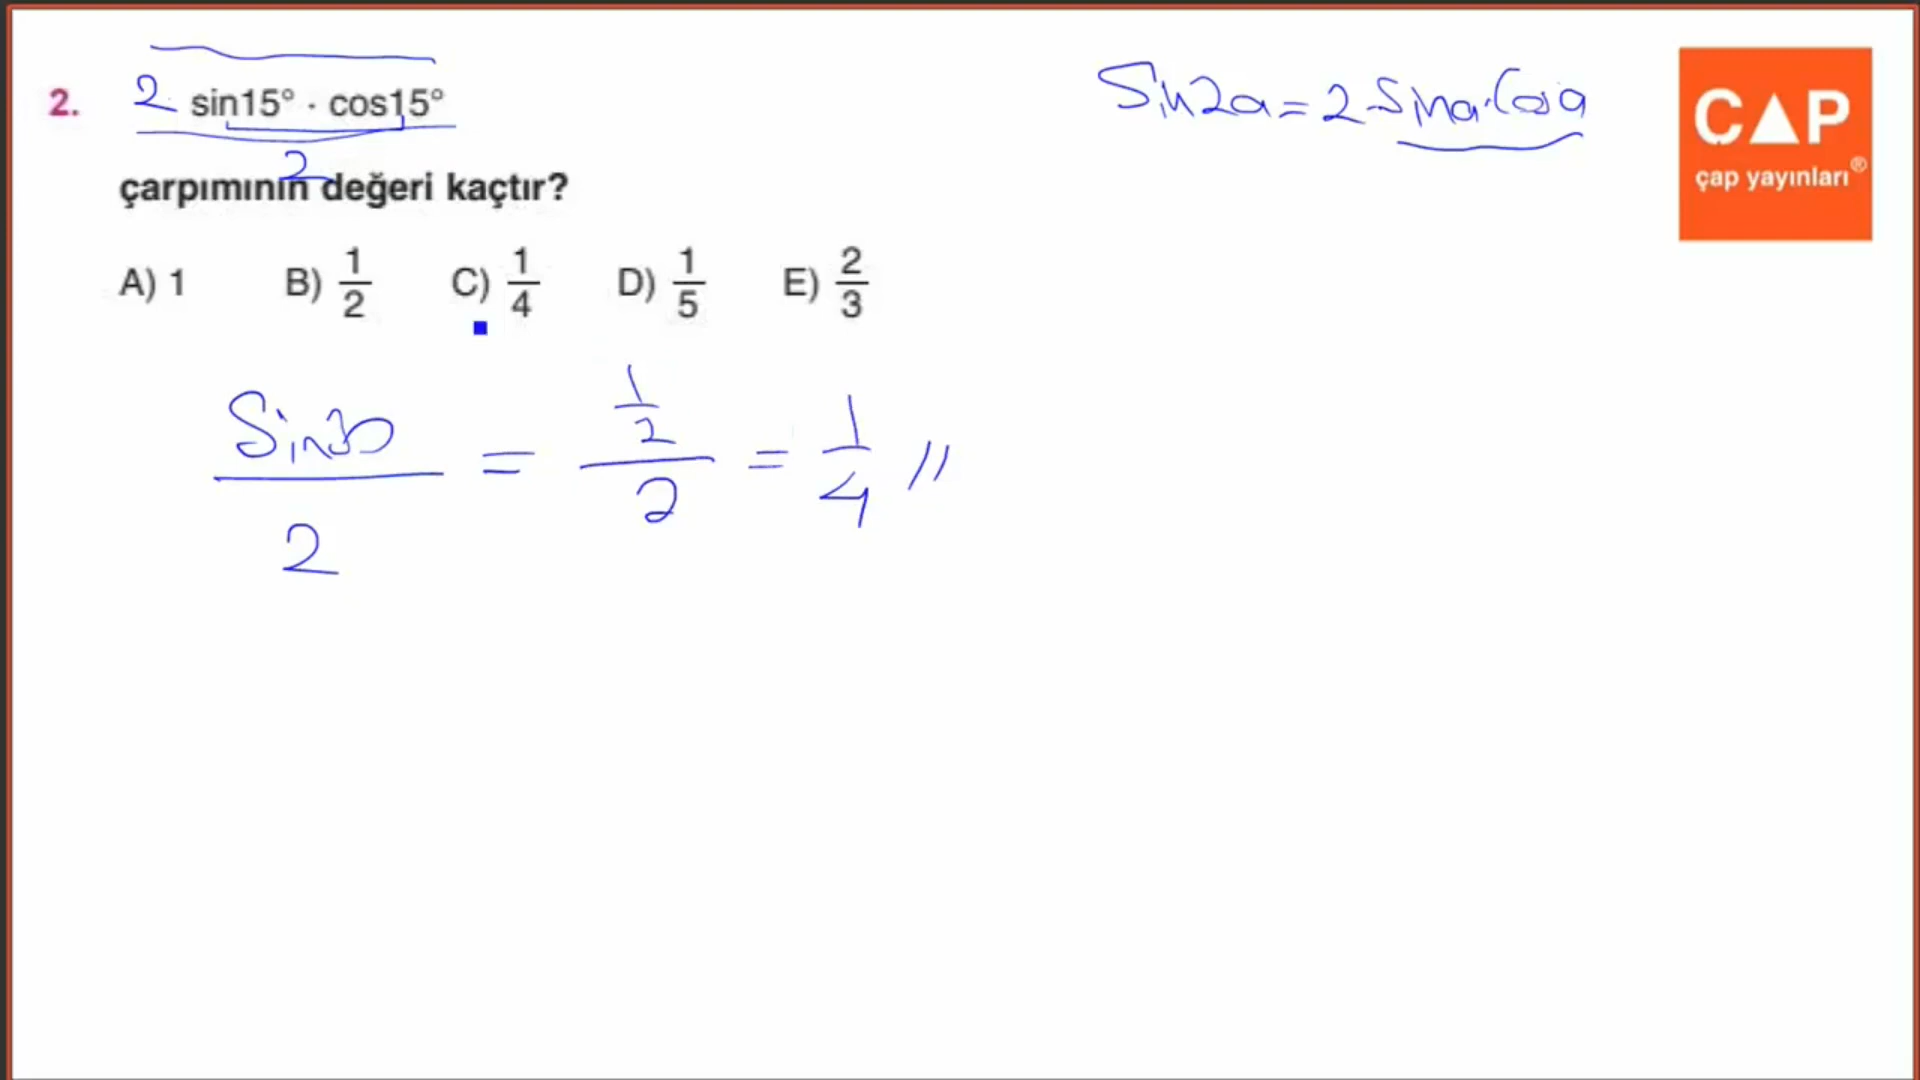 2. 2. sin15° · cos15°
2
çarpımının değeri kaçtır?
A) 1 B) 1/2 C) 1/4 D) 1/5 E) 2/3
Sin30/2 = 1/2/2 = 1/4 //
Sin2a = 2 Sina·Cosa
ÇAP
çap yayınları®